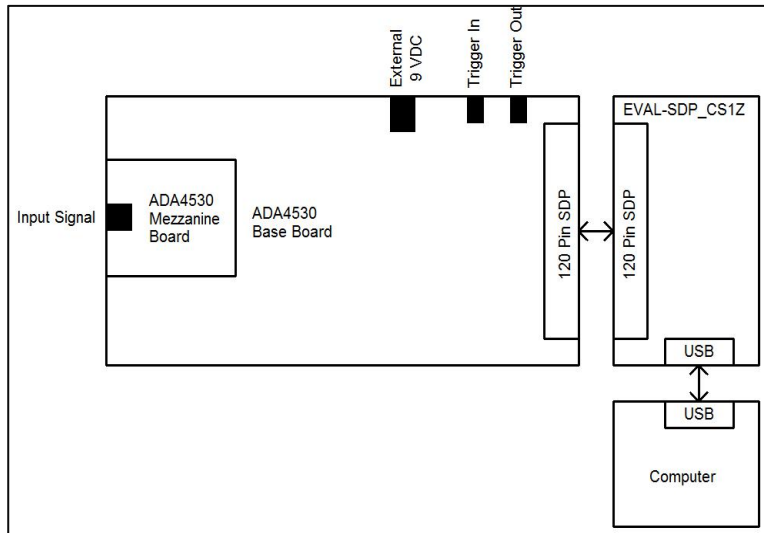 External
9 VDC
Trigger In
Trigger Out
EVAL-SDP_CS1Z
Input Signal
ADA4530
Mezzanine
Board
ADA4530
Base Board
120 Pin SDP
120 Pin SDP
USB
USB
Computer